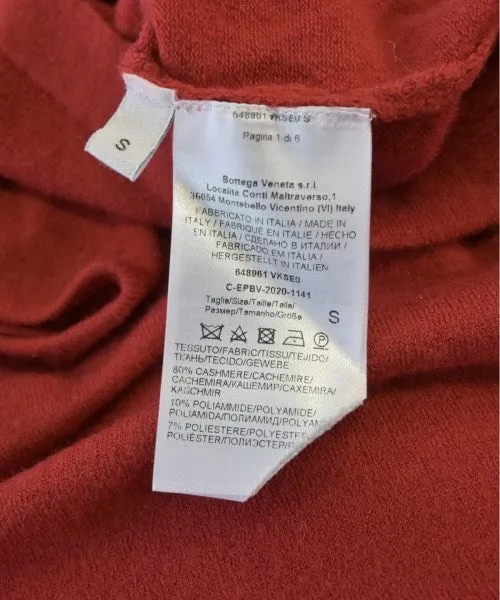 S
648961 VKSE0 S
Pagina 1 di 6
Bottega Veneta s.r.l.
Localita Conti Maltraverso,1
36054 Montebello Vicentino (VI) Italy
FABBRICATO IN ITALIA / MADE IN
ITALY / FABRIQUE EN ITALIE / HECHO
EN ITALIA / СДЕЛАНО В ИТАЛИИ /
FABRICADO EM ITÁLIA /
HERGESTELLT IN ITALIEN
648961 VKSE0
C-EPBV-2020-1141
Taglia/Size/Taille/Talla/
Размер/Tamanho/Größe S
P
TESSUTO/FABRIC/TISSU/TEJIDO/
ТКАНЬ/TECIDO/GEWEBE
80% CASHMERE/CACHEMIRE/
CACHEMIRA/КАШЕМИР/CAXEMIRA/
KASCHMIR
10% POLIAMMIDE/POLYAMIDE/
POLIAMIDA/ПОЛИАМИД/POLYAM
7% POLIESTERE/POLYESTER
POLIÉSTER/ПОЛИЭСТЕР/P